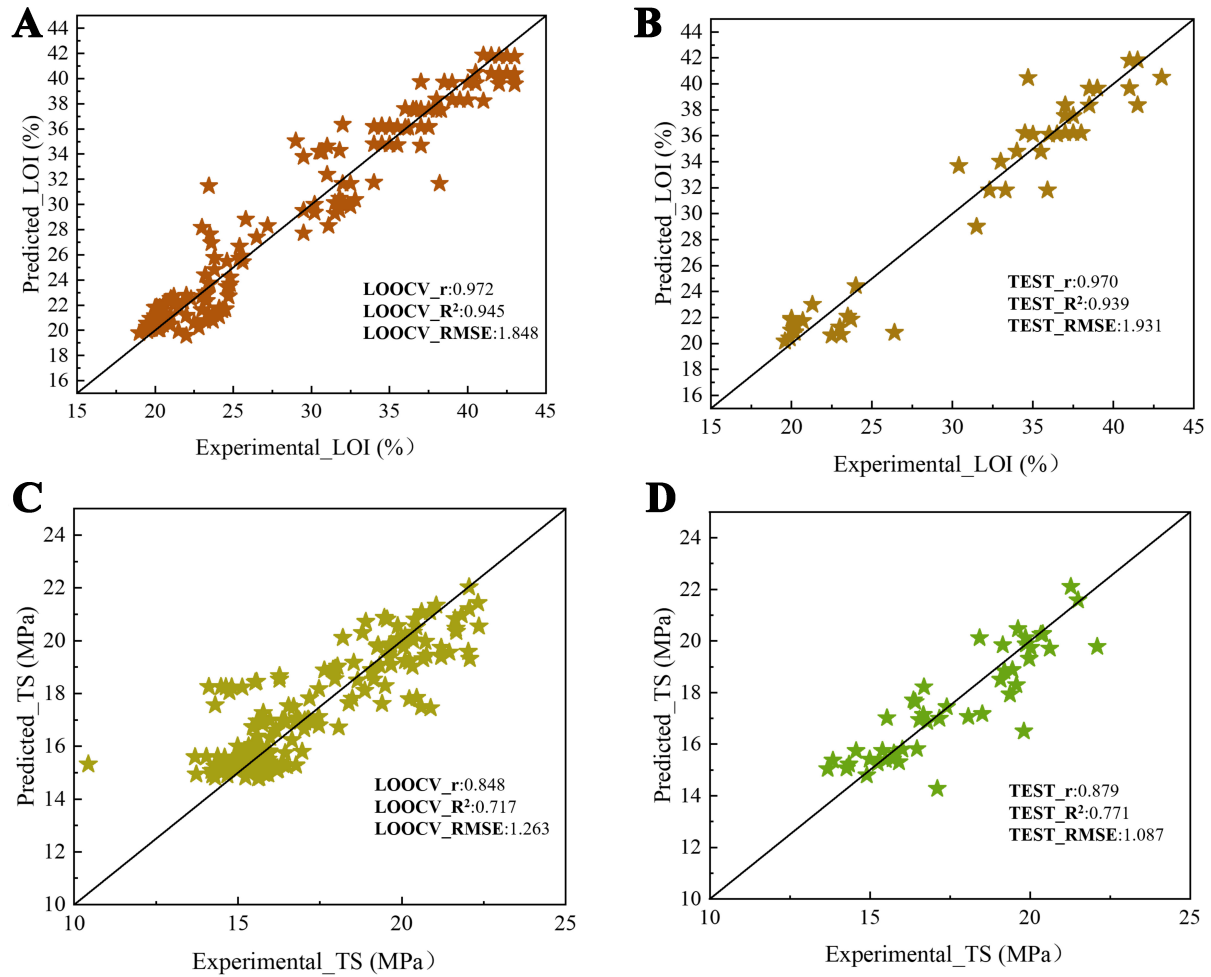 A
44
42
40
38
36
34
32
30
28
26
24
22
20
18
16
Predicted_LOI (%)
LOOCV_r:0.972
LOOCV_R²:0.945
LOOCV_RMSE:1.848
15 20 25 30 35 40 45
Experimental_LOI (%）
B
44
42
40
38
36
34
32
30
28
26
24
22
20
18
16
Predicted_LOI (%)
TEST_r:0.970
TEST_R²:0.939
TEST_RMSE:1.931
15 20 25 30 35 40 45
Experimental_LOI (%）
C
24
22
20
18
16
14
12
10
Predicted_TS (MPa)
LOOCV_r:0.848
LOOCV_R²:0.717
LOOCV_RMSE:1.263
10 15 20 25
Experimental_TS (MPa）
D
24
22
20
18
16
14
12
10
Predicted_TS (MPa)
TEST_r:0.879
TEST_R²:0.771
TEST_RMSE:1.087
10 15 20 25
Experimental_TS (MPa）